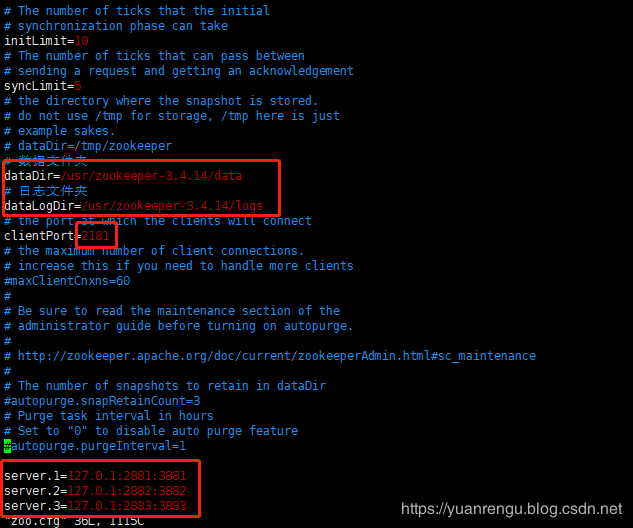 # The number of ticks that the initial
# synchronization phase can take
initLimit=10
# The number of ticks that can pass between
# sending a request and getting an acknowledgement
syncLimit=5
# the directory where the snapshot is stored.
# do not use /tmp for storage, /tmp here is just
# example sakes.
# dataDir=/tmp/zookeeper
# 数据文件夹
dataDir=/usr/zookeeper-3.4.14/data
# 日志文件夹
dataLogDir=/usr/zookeeper-3.4.14/logs
# the port at which the clients will connect
clientPort=2181
# the maximum number of client connections.
# increase this if you need to handle more clients
#maxClientCnxns=60
#
# Be sure to read the maintenance section of the
# administrator guide before turning on autopurge.
#
# http://zookeeper.apache.org/doc/current/zookeeperAdmin.html#sc_maintenance
#
# The number of snapshots to retain in dataDir
#autopurge.snapRetainCount=3
# Purge task interval in hours
# Set to "0" to disable auto purge feature
#autopurge.purgeInterval=1
server.1=127.0.1:2881:3881
server.2=127.0.1:2882:3882
server.3=127.0.1:2883:3883
"zoo.cfg" 36L, 1115C
https://yuanrengu.blog.csdn.net